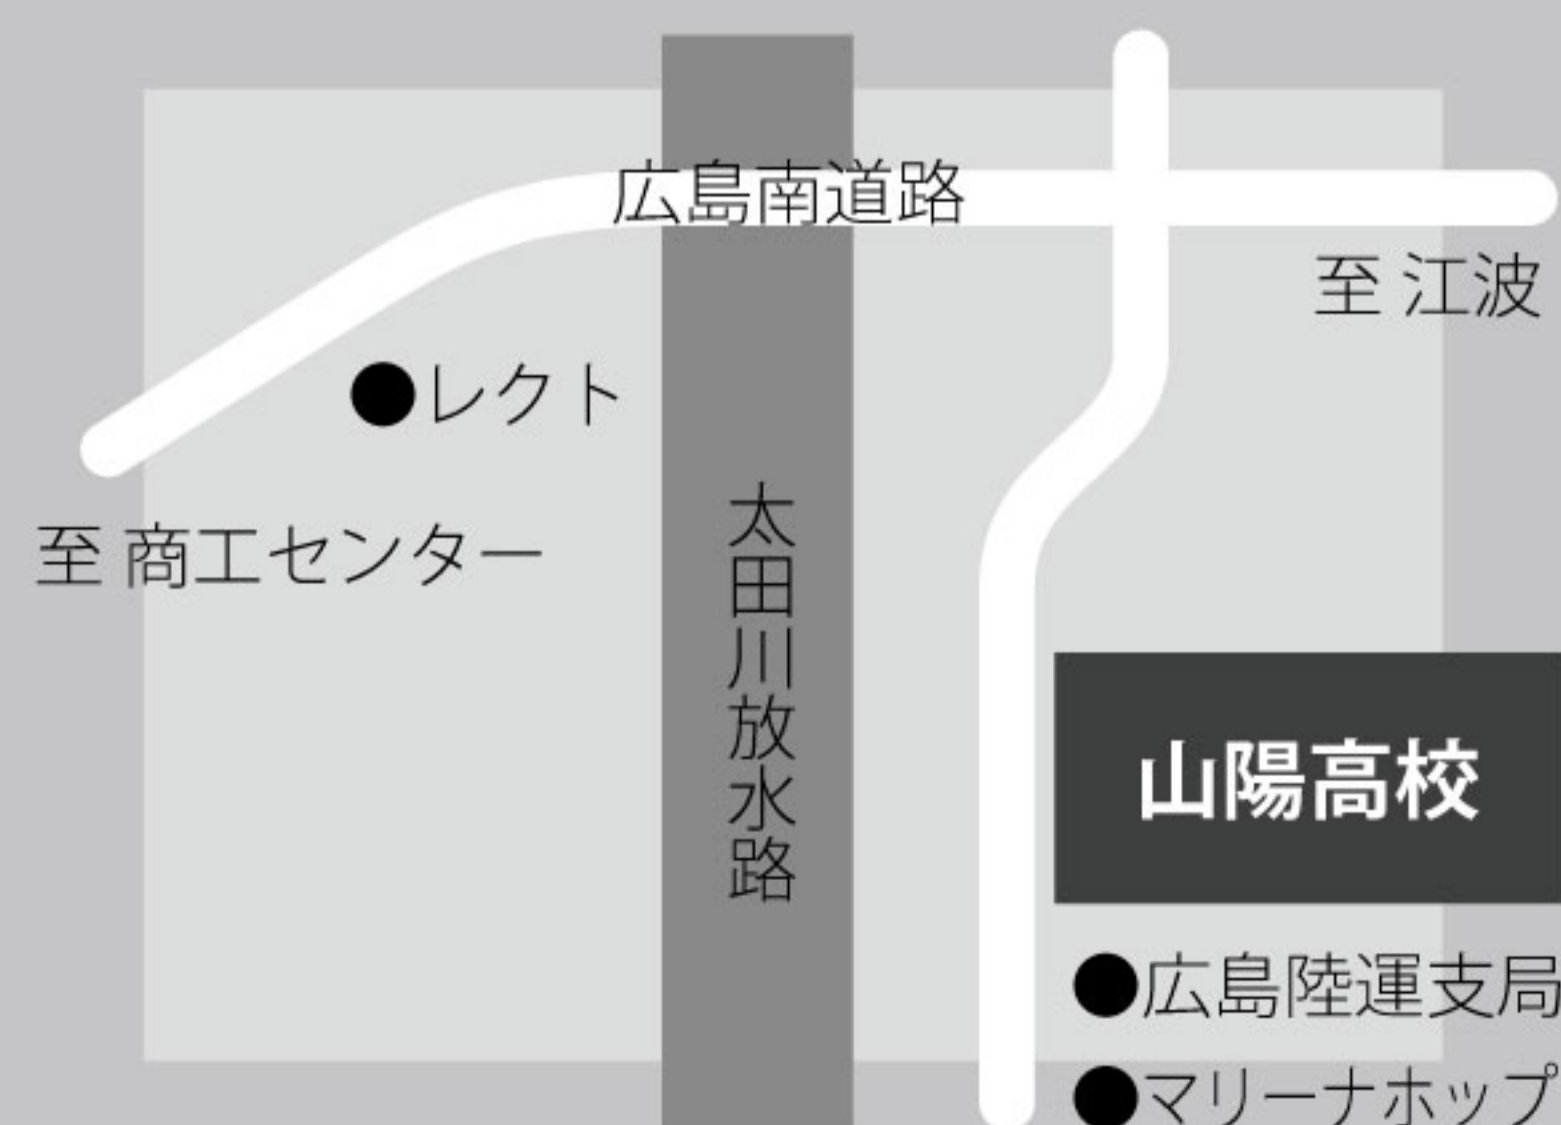 広島南道路
至 江波
●レクト
至 商工センター
太田川放水路
山陽高校
●広島陸運支局
●マリーナホップ